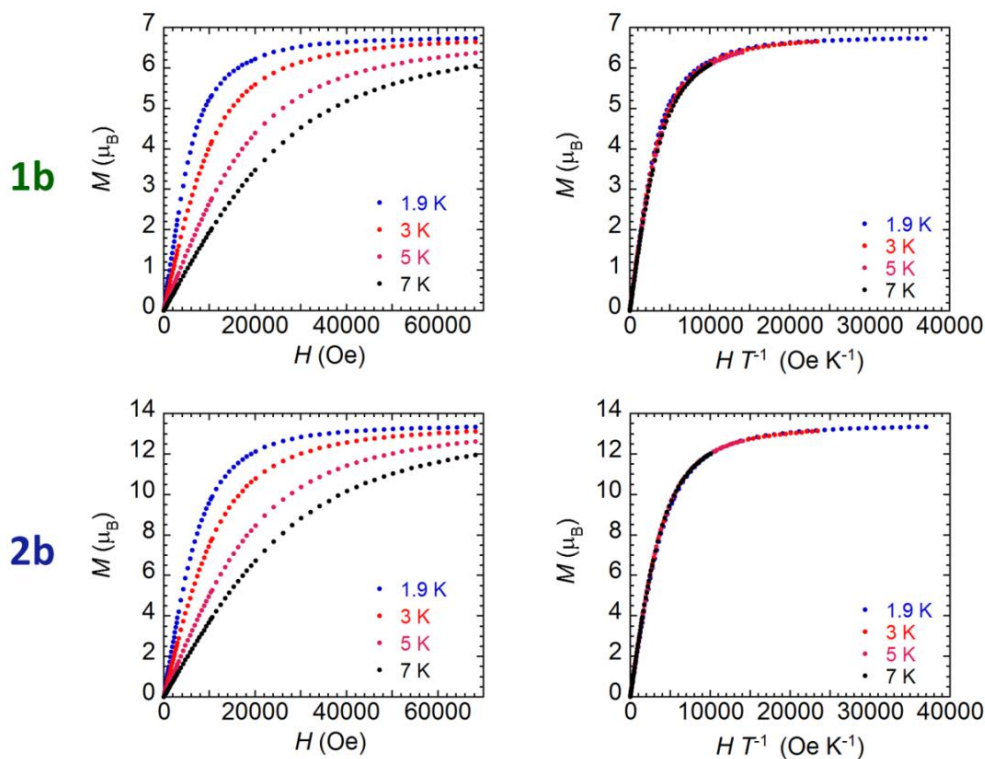 1b
M (μB)
7
6
5
4
3
2
1
0
0 20000 40000 60000
H (Oe)
1.9 K
3 K
5 K
7 K
M (μB)
7
6
5
4
3
2
1
0
0 10000 20000 30000 40000
H T⁻¹ (Oe K⁻¹)
1.9 K
3 K
5 K
7 K
2b
M (μB)
14
12
10
8
6
4
2
0
0 20000 40000 60000
H (Oe)
1.9 K
3 K
5 K
7 K
M (μB)
14
12
10
8
6
4
2
0
0 10000 20000 30000 40000
H T⁻¹ (Oe K⁻¹)
1.9 K
3 K
5 K
7 K